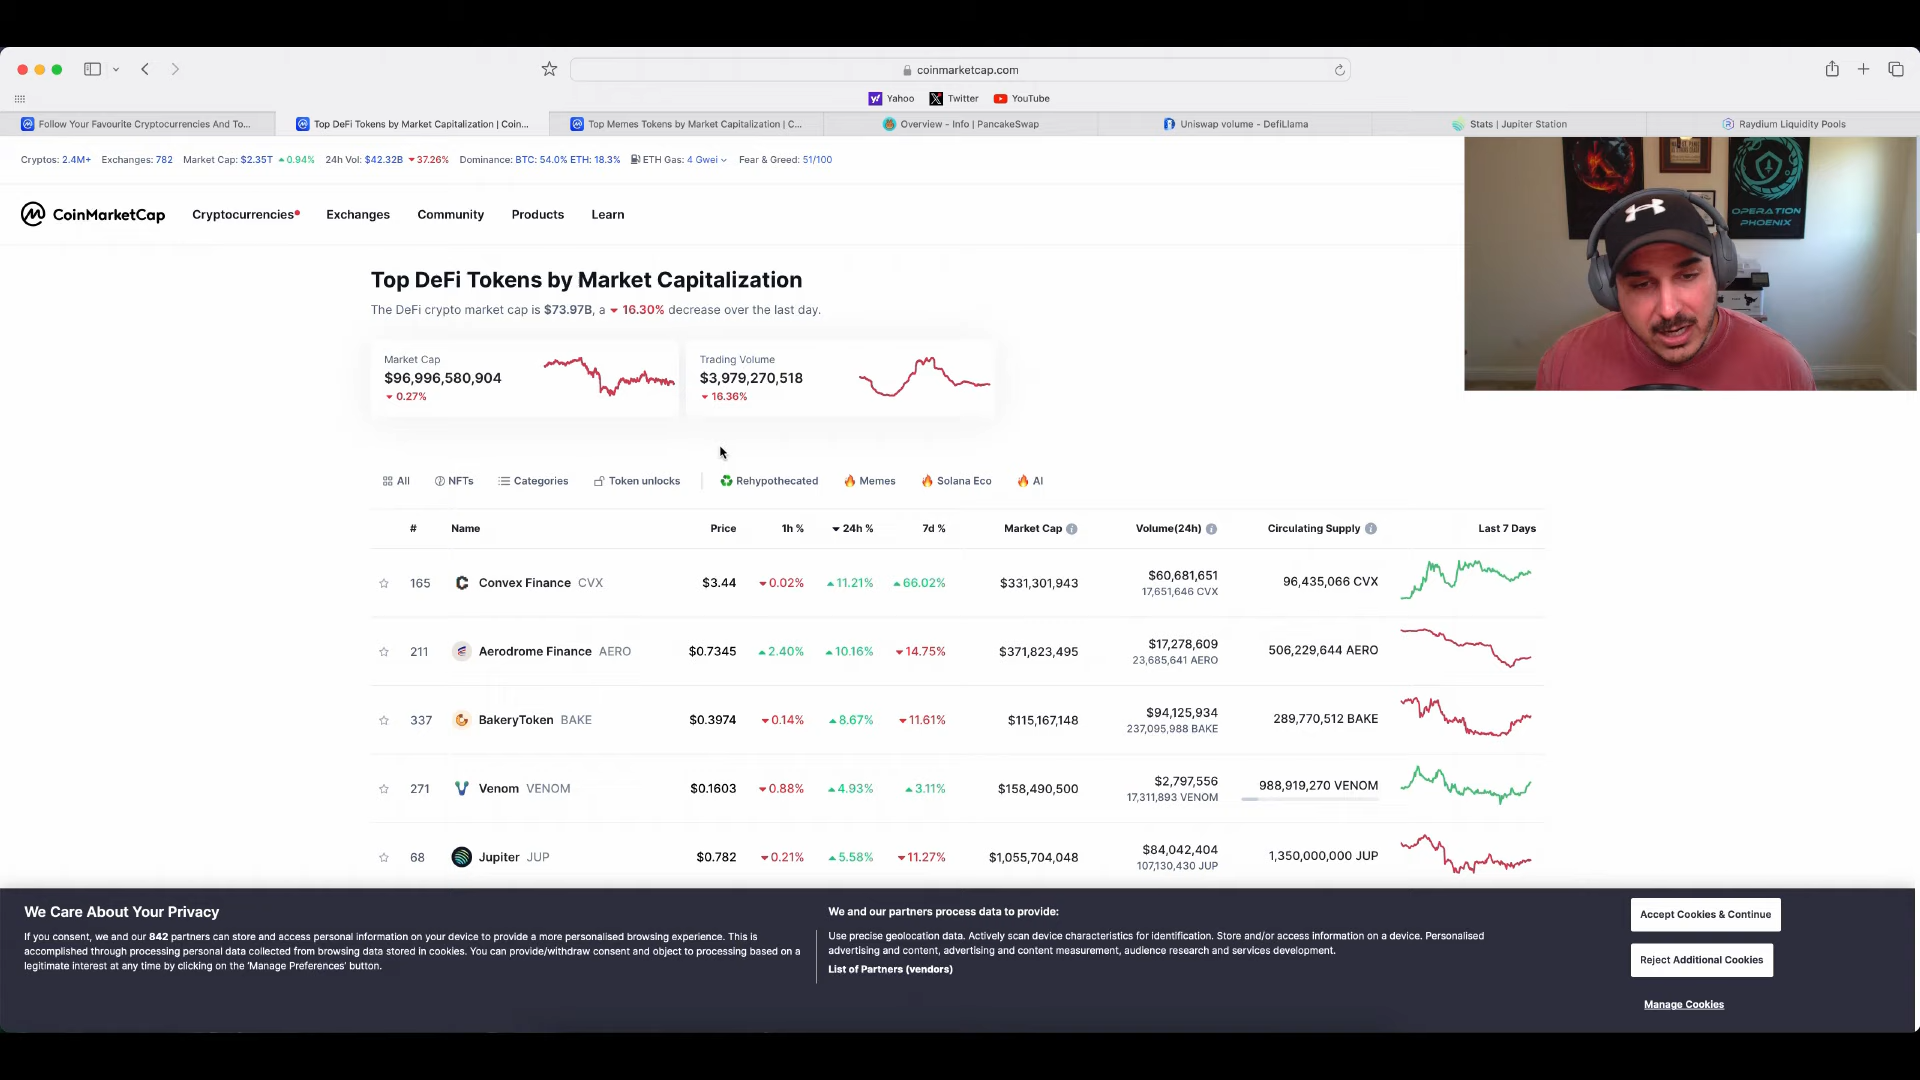 coinmarketcap.com
Yahoo Twitter YouTube
Follow Your Favourite Cryptocurrencies And To... Top DeFi Tokens by Market Capitalization | Coin... Top Memes Tokens by Market Capitalization | C... Overview - Info | PancakeSwap Uniswap volume - DefiLlama Stats | Jupiter Station Raydium Liquidity Pools
Cryptos: 2.4M+ Exchanges: 782 Market Cap: $2.35T 0.94% 24h Vol: $42.32B 37.26% Dominance: BTC: 54.0% ETH: 18.3% ETH Gas: 4 Gwei Fear & Greed: 51/100
CoinMarketCap Cryptocurrencies Exchanges Community Products Learn
OPERATION
PHOENIX
Top DeFi Tokens by Market Capitalization
The DeFi crypto market cap is $73.97B, a 16.30% decrease over the last day.
Market Cap
$96,996,580,904
0.27%
Trading Volume
$3,979,270,518
16.36%
All NFTs Categories Token unlocks Rehypothecated Memes Solana Eco AI
# Name Price 1h % 24h % 7d % Market Cap Volume(24h) Circulating Supply Last 7 Days
165 Convex Finance CVX $3.44 0.02% 11.21% 66.02% $331,301,943 $60,681,651 96,435,066 CVX
17,651,646 CVX
211 Aerodrome Finance AERO $0.7345 2.40% 10.16% 14.75% $371,823,495 $17,278,609 506,229,644 AERO
23,685,641 AERO
337 BakeryToken BAKE $0.3974 0.14% 8.67% 11.61% $115,167,148 $94,125,934 289,770,512 BAKE
237,095,988 BAKE
271 Venom VENOM $0.1603 0.88% 4.93% 3.11% $158,490,500 $2,797,556 988,919,270 VENOM
17,311,893 VENOM
68 Jupiter JUP $0.782 0.21% 5.58% 11.27% $1,055,704,048 $84,042,404 1,350,000,000 JUP
107,130,430 JUP
We Care About Your Privacy
If you consent, we and our 842 partners can store and access personal information on your device to provide a more personalised browsing experience. This is
accomplished through processing personal data collected from browsing data stored in cookies. You can provide/withdraw consent and object to processing based on a
legitimate interest at any time by clicking on the 'Manage Preferences' button.
We and our partners process data to provide:
Use precise geolocation data. Actively scan device characteristics for identification. Store and/or access information on a device. Personalised
advertising and content, advertising and content measurement, audience research and services development.
List of Partners (vendors)
Accept Cookies & Continue
Reject Additional Cookies
Manage Cookies